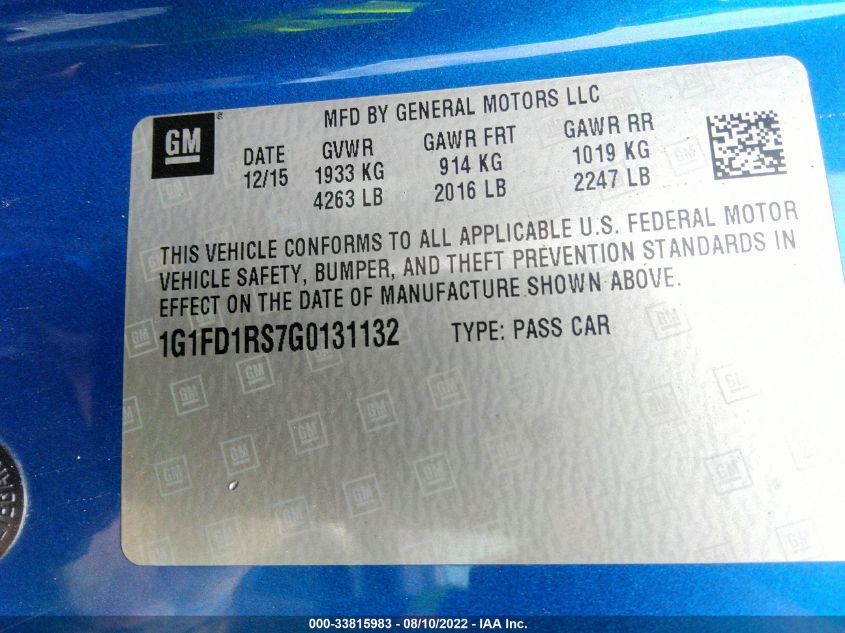 GM ®
MFD BY GENERAL MOTORS LLC
DATE GVWR GAWR FRT GAWR RR
12/15 1933 KG 914 KG 1019 KG
4263 LB 2016 LB 2247 LB
THIS VEHICLE CONFORMS TO ALL APPLICABLE U.S. FEDERAL MOTOR
VEHICLE SAFETY, BUMPER, AND THEFT PREVENTION STANDARDS IN
EFFECT ON THE DATE OF MANUFACTURE SHOWN ABOVE.
1G1FD1RS7G0131132 TYPE: PASS CAR
000-33815983 - 08/10/2022 - IAA Inc.